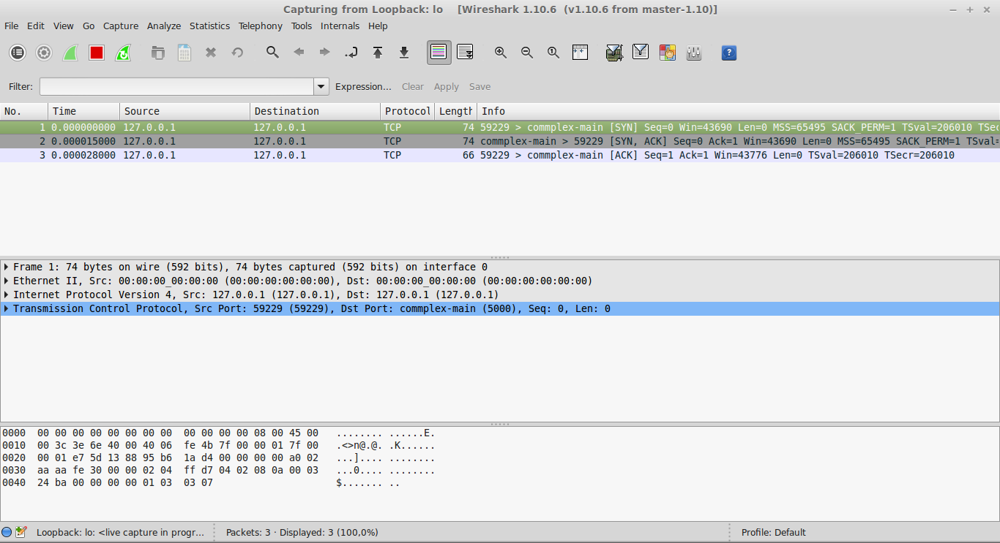 Capturing from Loopback: lo [Wireshark 1.10.6 (v1.10.6 from master-1.10)]
File Edit View Go Capture Analyze Statistics Telephony Tools Internals Help
Filter: Expression... Clear Apply Save
No. Time Source Destination Protocol Length Info
1 0.000000000 127.0.0.1 127.0.0.1 TCP 74 59229 > commplex-main [SYN] Seq=0 Win=43690 Len=0 MSS=65495 SACK_PERM=1 TSval=206010 TSec
2 0.000015000 127.0.0.1 127.0.0.1 TCP 74 commplex-main > 59229 [SYN, ACK] Seq=0 Ack=1 Win=43690 Len=0 MSS=65495 SACK_PERM=1 TSval=
3 0.000028000 127.0.0.1 127.0.0.1 TCP 66 59229 > commplex-main [ACK] Seq=1 Ack=1 Win=43776 Len=0 TSval=206010 TSecr=206010
Frame 1: 74 bytes on wire (592 bits), 74 bytes captured (592 bits) on interface 0
Ethernet II, Src: 00:00:00_00:00:00 (00:00:00:00:00:00), Dst: 00:00:00_00:00:00 (00:00:00:00:00:00)
Internet Protocol Version 4, Src: 127.0.0.1 (127.0.0.1), Dst: 127.0.0.1 (127.0.0.1)
Transmission Control Protocol, Src Port: 59229 (59229), Dst Port: commplex-main (5000), Seq: 0, Len: 0
0000 00 00 00 00 00 00 00 00 00 00 00 00 08 00 45 00 ........ ......E.
0010 00 3c 3e 6e 40 00 40 06 fe 4b 7f 00 00 01 7f 00 .<>n@.@. .K......
0020 00 01 e7 5d 13 88 95 b6 1a d4 00 00 00 00 a0 02 ...].... ........
0030 aa aa fe 30 00 00 02 04 ff d7 04 02 08 0a 00 03 ...0.... ........
0040 24 ba 00 00 00 00 01 03 03 07 $....... ..
Loopback: lo: <live capture in progr... Packets: 3 · Displayed: 3 (100,0%) Profile: Default